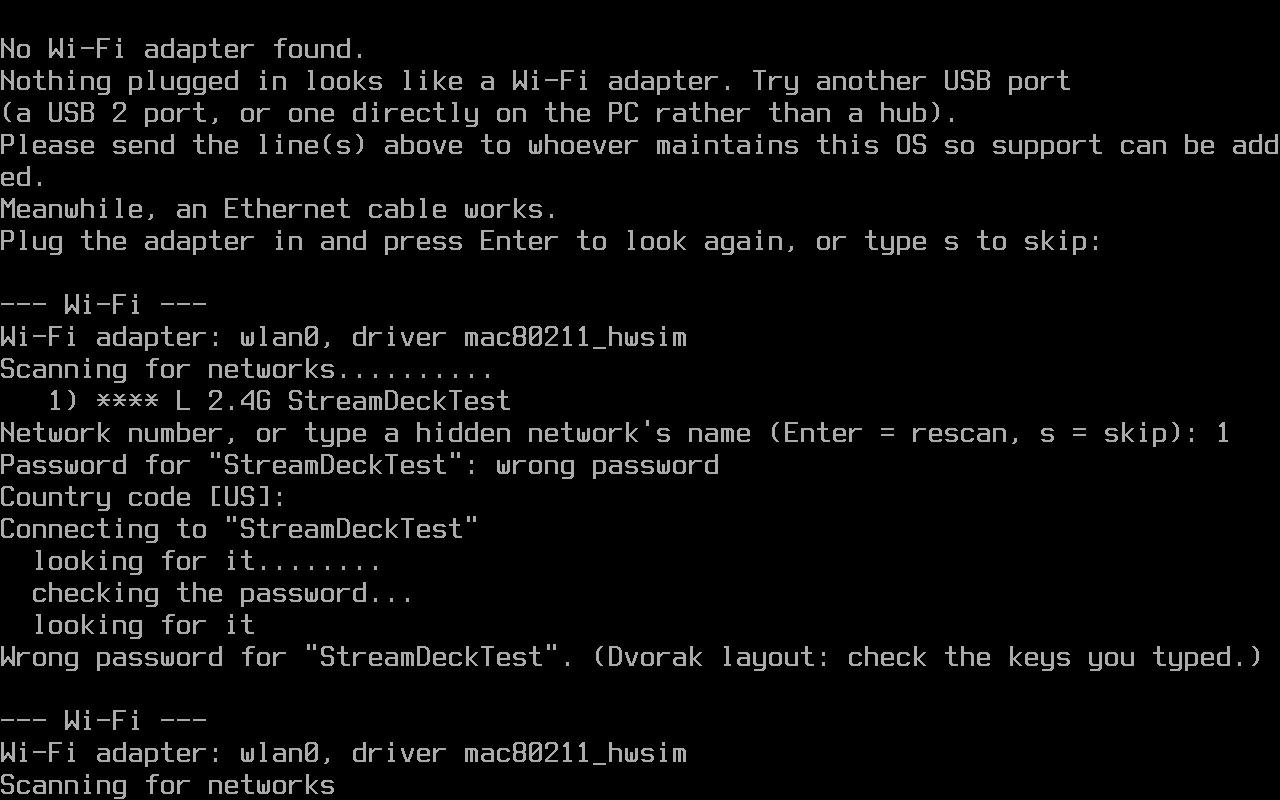 No Wi-Fi adapter found.
Nothing plugged in looks like a Wi-Fi adapter. Try another USB port
(a USB 2 port, or one directly on the PC rather than a hub).
Please send the line(s) above to whoever maintains this OS so support can be add
ed.
Meanwhile, an Ethernet cable works.
Plug the adapter in and press Enter to look again, or type s to skip:

--- Wi-Fi ---
Wi-Fi adapter: wlan0, driver mac80211_hwsim
Scanning for networks..........
   1) **** L 2.4G StreamDeckTest
Network number, or type a hidden network's name (Enter = rescan, s = skip): 1
Password for "StreamDeckTest": wrong password
Country code [US]:
Connecting to "StreamDeckTest"
  looking for it........
  checking the password...
  looking for it
Wrong password for "StreamDeckTest". (Dvorak layout: check the keys you typed.)

--- Wi-Fi ---
Wi-Fi adapter: wlan0, driver mac80211_hwsim
Scanning for networks